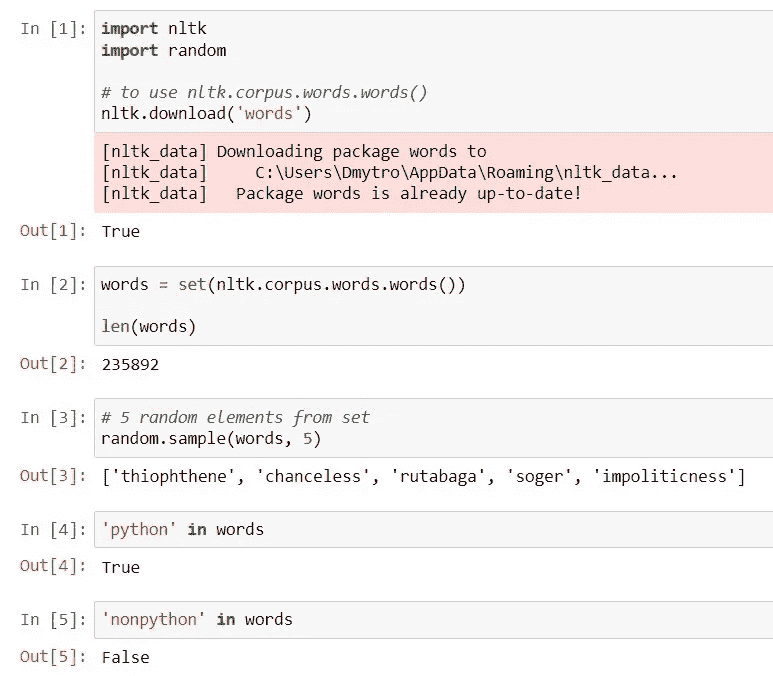 In [1]: import nltk
import random
# to use nltk.corpus.words.words()
nltk.download('words')
[nltk_data] Downloading package words to
[nltk_data]     C:\Users\Dmytro\AppData\Roaming\nltk_data...
[nltk_data]   Package words is already up-to-date!
Out[1]: True
In [2]: words = set(nltk.corpus.words.words())
len(words)
Out[2]: 235892
In [3]: # 5 random elements from set
random.sample(words, 5)
Out[3]: ['thiophthene', 'chanceless', 'rutabaga', 'soger', 'impoliticness']
In [4]: 'python' in words
Out[4]: True
In [5]: 'nonpython' in words
Out[5]: False